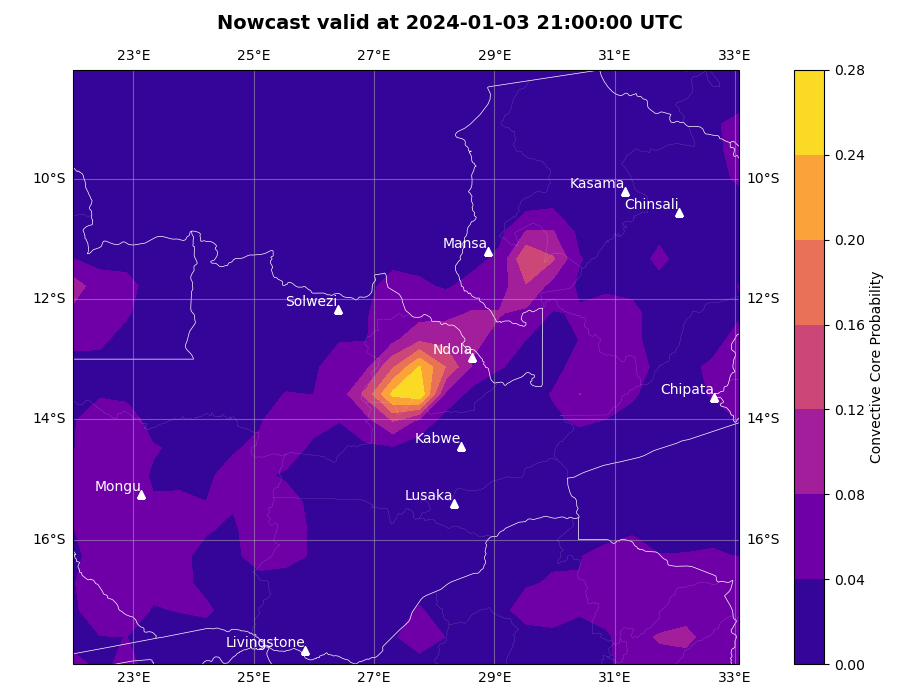 Nowcast valid at 2024-01-03 21:00:00 UTC
23°E 25°E 27°E 29°E 31°E 33°E
0.28
0.24
10°S 10°S
Kasama
Chinsali
0.20
Mansa
12°S 12°S
Solwezi
0.16
Ndola
Convective Core Probability
Chipata
0.12
14°S 14°S
Kabwe
Mongu
Lusaka
0.08
16°S 16°S
0.04
Livingstone
0.00
23°E 25°E 27°E 29°E 31°E 33°E